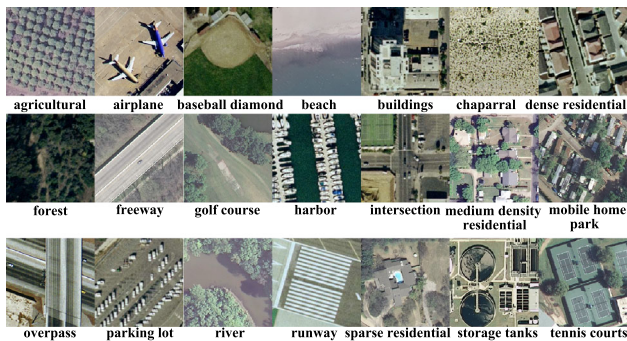 agricultural airplane baseball diamond beach buildings chaparral dense residential
forest freeway golf course harbor intersection medium density residential mobile home park
overpass parking lot river runway sparse residential storage tanks tennis courts